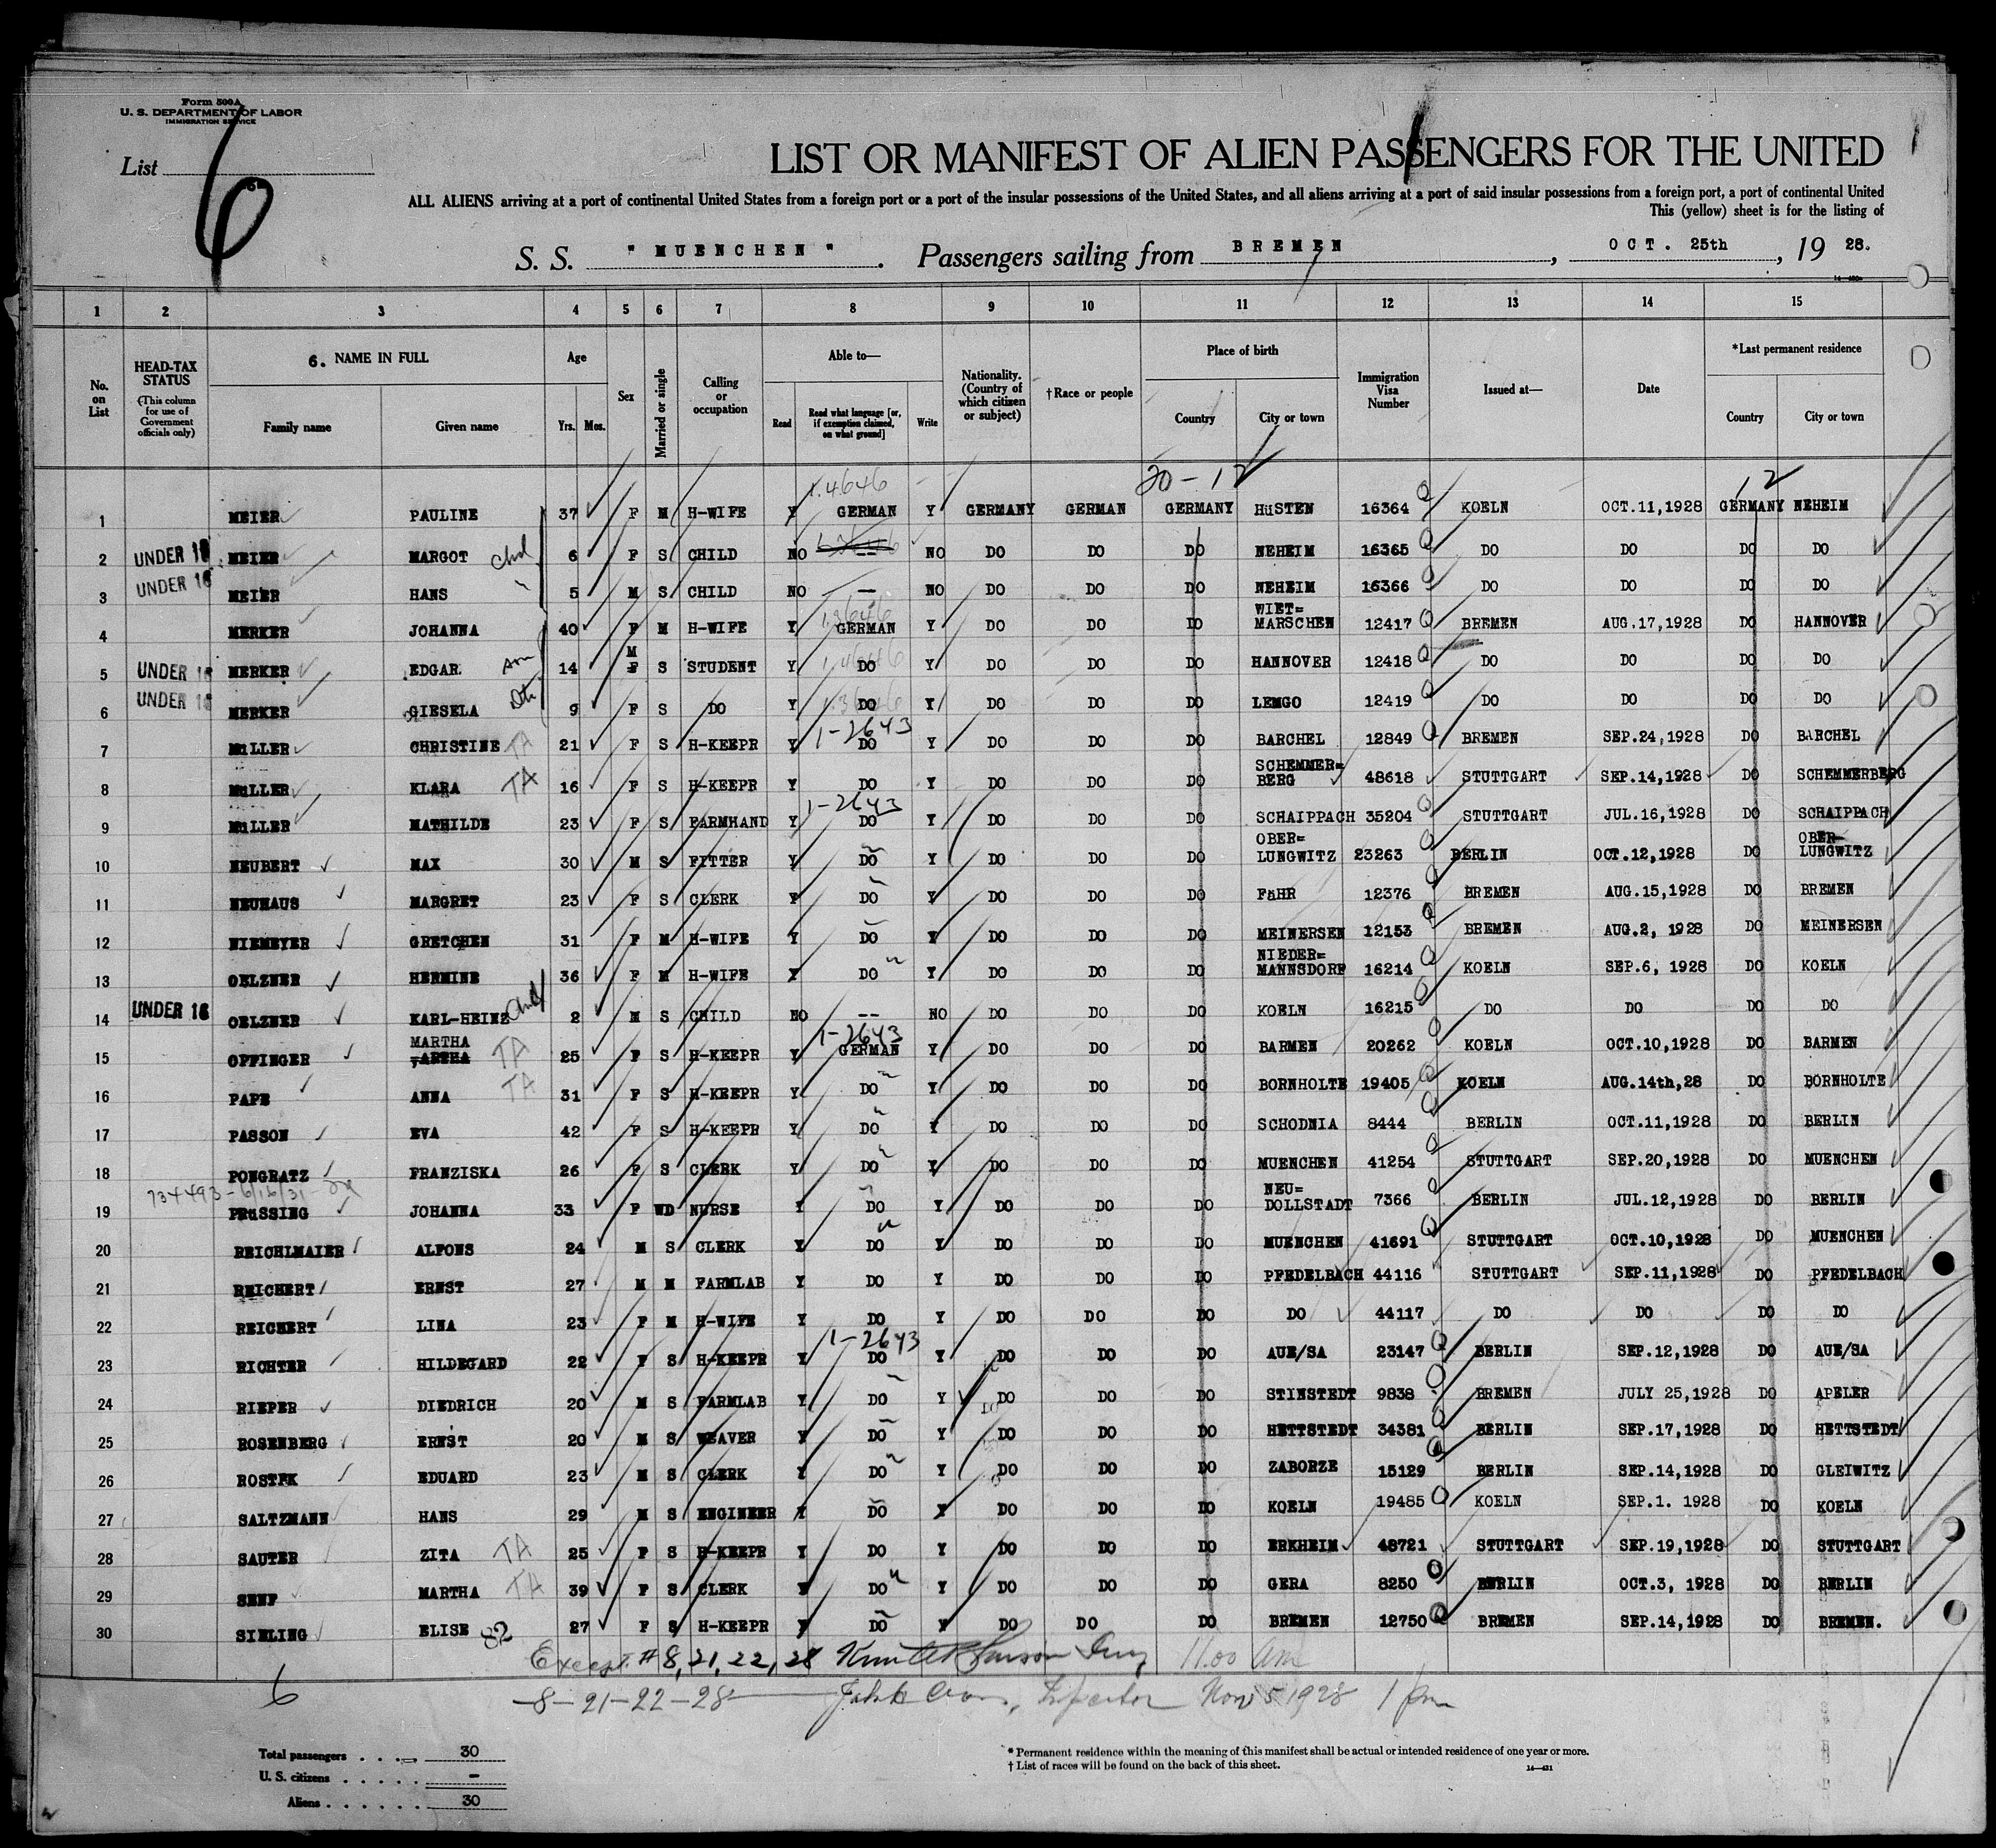 Form 500A
U. S. DEPARTMENT OF LABOR
IMMIGRATION SERVICE
List 6
LIST OR MANIFEST OF ALIEN PASSENGERS FOR THE UNITED
ALL ALIENS arriving at a port of continental United States from a foreign port or a port of the insular possessions of the United States, and all aliens arriving at a port of said insular possessions from a foreign port, a port of continental United
This (yellow) sheet is for the listing of
S. S. "MUENCHEN". Passengers sailing from BREMEN, OCT. 25th, 19 28.
1 2 3 4 5 6 7 8 9 10 11 12 13 14 15
No. on List
HEAD-TAX STATUS (This column for use of Government officials only)
6. NAME IN FULL
Family name Given name
Age Yrs. Mos.
Sex
Married or single
Calling or occupation
Able to—
Read Read what language [or, if exemption claimed, on what ground] Write
Nationality. (Country of which citizen or subject)
†Race or people
Place of birth
Country City or town
Immigration Visa Number
Issued at—
Date
*Last permanent residence
Country City or town
20-12 12
1 MEIER PAULINE 37 F M H-WIFE Y GERMAN Y GERMANY GERMAN GERMANY HüSTEN 16364 KOELN OCT.11,1928 GERMANY NEHEIM
2 UNDER 16 MEIER MARGOT chd 6 F S CHILD NO -- NO DO DO DO NEHEIM 16365 DO DO DO DO
3 UNDER 16 MEIER HANS " 5 M S CHILD NO — NO DO DO DO NEHEIM 16366 DO DO DO DO
4 MERKER JOHANNA 40 F M H-WIFE Y GERMAN Y DO DO DO WIET= MARSCHEN 12417 BREMEN AUG.17,1928 DO HANNOVER
5 UNDER 16 MERKER EDGAR son 14 M F S STUDENT Y DO Y DO DO DO HANNOVER 12418 DO DO DO DO
6 UNDER 16 MERKER GIESELA Dtr 9 F S DO Y DO Y DO DO DO LEMGO 12419 DO DO DO DO
7 MüLLER CHRISTINE TA 21 F S H-KEEPR Y 1-2643 DO Y DO DO DO BARCHEL 12849 BREMEN SEP.24,1928 DO BARCHEL
8 MüLLER KLARA TA 16 F S H-KEEPR Y DO Y DO DO DO SCHEMMER= BERG 48618 STUTTGART SEP.14,1928 DO SCHEMMERBERG
9 MüLLER MATHILDE 23 F S FARMHAND Y 1-2643 DO Y DO DO DO SCHAIPPACH 35204 STUTTGART JUL.16,1928 DO SCHAIPPACH
10 NEUBERT MAX 30 M S FITTER Y DO Y DO DO DO OBER= LUNGWITZ 23263 BERLIN OCT.12,1928 DO OBER= LUNGWITZ
11 NEUHAUS MARGRET 23 F S CLERK Y DO Y DO DO DO FäHR 12376 BREMEN AUG.15,1928 DO BREMEN
12 NIEMEYER GRETCHEN 31 F M H-WIFE Y DO Y DO DO DO MEINERSEN 12153 BREMEN AUG.2, 1928 DO MEINERSEN
13 OELZNER HERMINE 36 F M H-WIFE Y DO Y DO DO DO NIEDER= MANNSDORF 16214 KOELN SEP.6, 1928 DO KOELN
14 UNDER 16 OELZNER KARL-HEINZ Chd 2 M S CHILD NO -- NO DO DO DO KOELN 16215 DO DO DO DO
15 OPFINGER MARTHA TA 25 F S H-KEEPR Y 1-2643 GERMAN Y DO DO DO BARMEN 20262 KOELN OCT.10,1928 DO BARMEN
16 PAPE ANNA TA 31 F S H-KEEPR Y DO Y DO DO DO BORNHOLTE 19405 KOELN AUG.14th,28 DO BORNHOLTE
17 PASSON EVA 42 F S H-KEEPR Y DO Y DO DO DO SCHODNIA 8444 BERLIN OCT.11,1928 DO BERLIN
18 PONGRATZ FRANZISKA 26 F S CLERK Y DO Y DO DO DO MUENCHEN 41254 STUTTGART SEP.20,1928 DO MUENCHEN
734493-6/16/31
19 PRüSSING JOHANNA 33 F WD NURSE Y DO Y DO DO DO NEU= DOLLSTADT 7366 BERLIN JUL.12,1928 DO BERLIN
20 REICHLMAIER ALFONS 24 M S CLERK Y DO Y DO DO DO MUENCHEN 41691 STUTTGART OCT.10,1928 DO MUENCHEN
21 REICHERT ERNST 27 M M FARMLAB Y DO Y DO DO DO PFEDELBACH 44116 STUTTGART SEP.11,1928 DO PFEDELBACH
22 REICHERT LINA 23 F M H-WIFE Y DO Y DO DO DO DO 44117 DO DO DO DO
23 RICHTER HILDEGARD 22 F S H-KEEPR Y 1-2643 DO Y DO DO DO AUE/SA 23147 BERLIN SEP.12,1928 DO AUE/SA
24 RIEPER DIEDRICH 20 M S FARMLAB Y DO Y DO DO DO STINSTEDT 9838 BREMEN JULY 25,1928 DO APELER
25 ROSENBERG ERNST 20 M S WEAVER Y DO Y DO DO DO HETTSTEDT 34381 BERLIN SEP.17,1928 DO HETTSTEDT
26 ROSTEK EDUARD 23 M S CLERK Y DO Y DO DO DO ZABORZE 15129 BERLIN SEP.14,1928 DO GLEIWITZ
27 SALTZMANN HANS 29 M S ENGINEER Y DO Y DO DO DO KOELN 19485 KOELN SEP.1. 1928 DO KOELN
28 SAUTER ZITA TA 25 F S H-KEEPR Y DO Y DO DO DO ERKHEIM 48721 STUTTGART SEP.19,1928 DO STUTTGART
29 SENF MARTHA TA 39 F S CLERK Y DO Y DO DO DO GERA 8250 BERLIN OCT.3, 1928 DO BERLIN
30 SIELING ELISE 82 27 F S H-KEEPR Y DO Y DO DO DO BREMEN 12750 BREMEN SEP.14,1928 DO BREMEN.
Except # 8, 21, 22, 28 11.00 am
6 -8-21-22-28 Inspector Nov 5 1928 1 pm
Total passengers . . . . 30
U. S. citizens . . . . . -
Aliens . . . . . . 30
* Permanent residence within the meaning of this manifest shall be actual or intended residence of one year or more.
† List of races will be found on the back of this sheet.
14—431